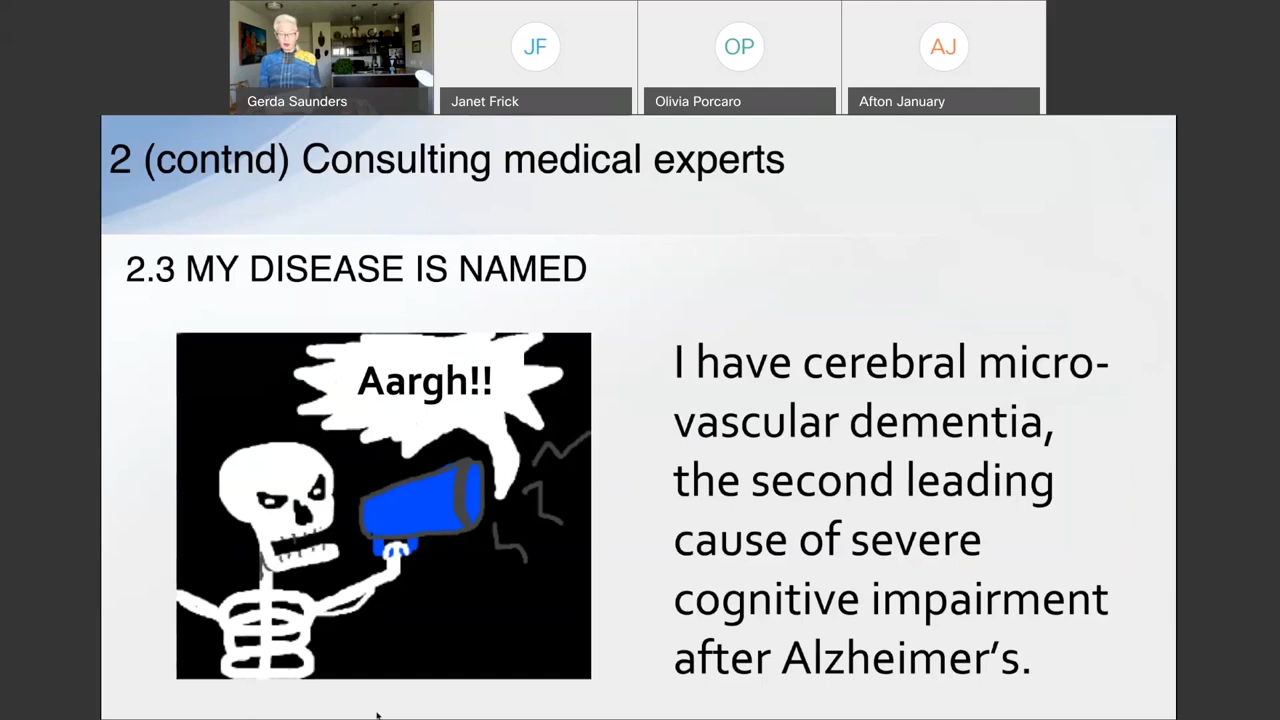 JF
OP
AJ
Gerda Saunders
Janet Frick
Olivia Porcaro
Afton January
2 (contnd) Consulting medical experts
2.3 MY DISEASE IS NAMED
Aargh!!
I have cerebral micro-
vascular dementia,
the second leading
cause of severe
cognitive impairment
after Alzheimer’s.